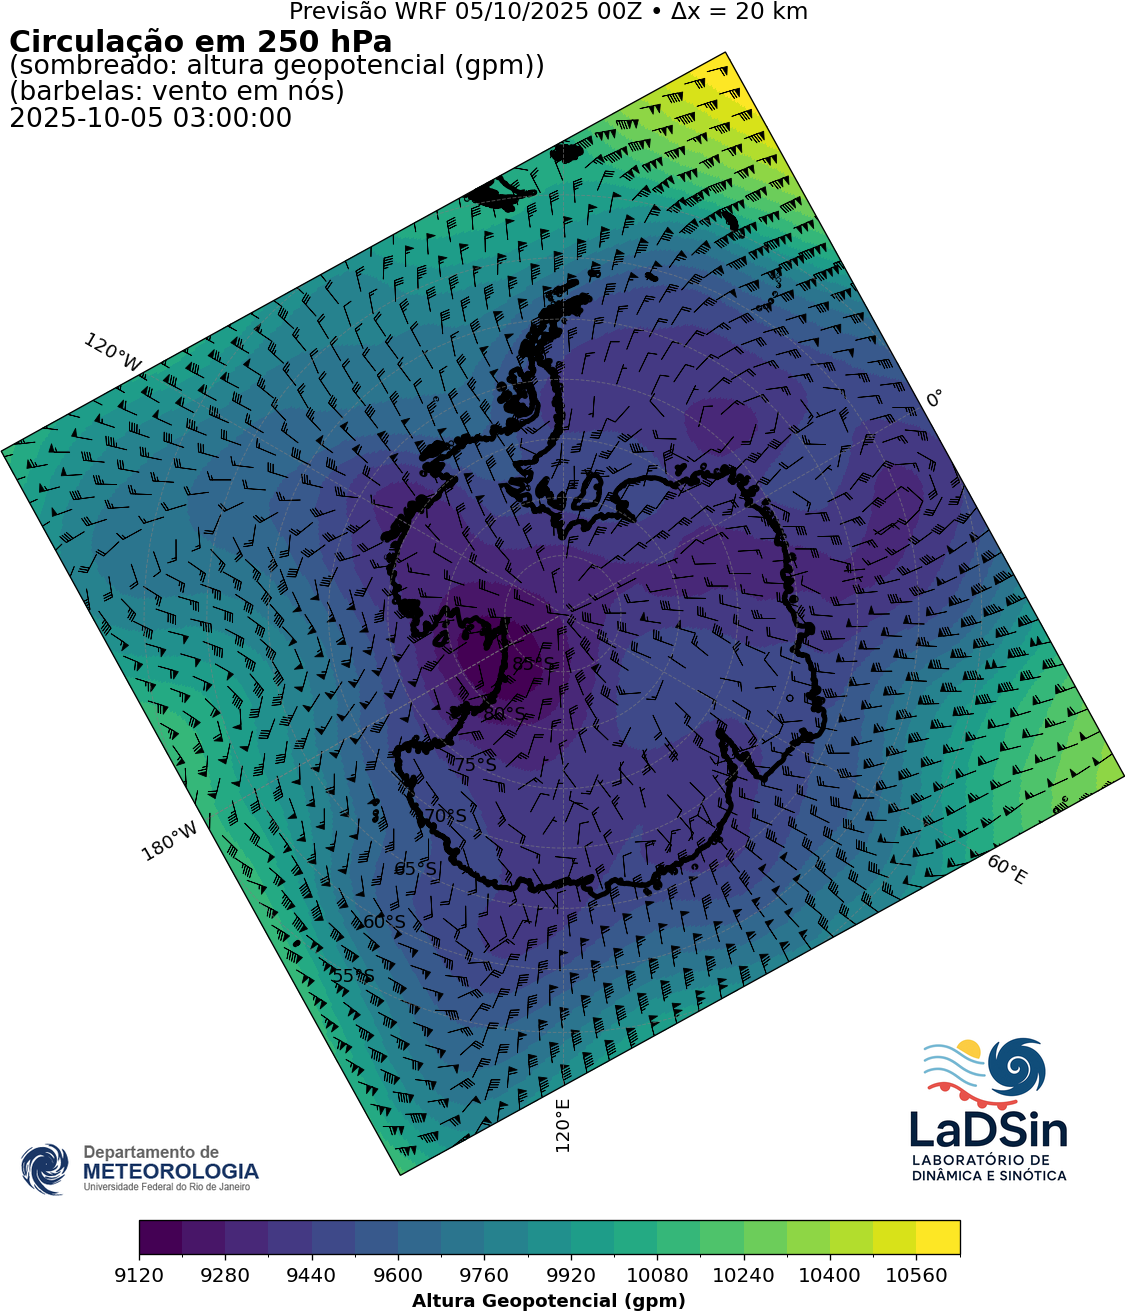 Previsão WRF 05/10/2025 00Z • Δx = 20 km
Circulação em 250 hPa
(sombreado: altura geopotencial (gpm))
(barbelas: vento em nós)
2025-10-05 03:00:00
120°W
0°
85°S
80°S
75°S
70°S
180°W
65°S
60°E
60°S
55°S
120°E
LaDSin
LABORATÓRIO DE
DINÂMICA E SINÓTICA
Departamento de
METEOROLOGIA
Universidade Federal do Rio de Janeiro
9120 9280 9440 9600 9760 9920 10080 10240 10400 10560
Altura Geopotencial (gpm)